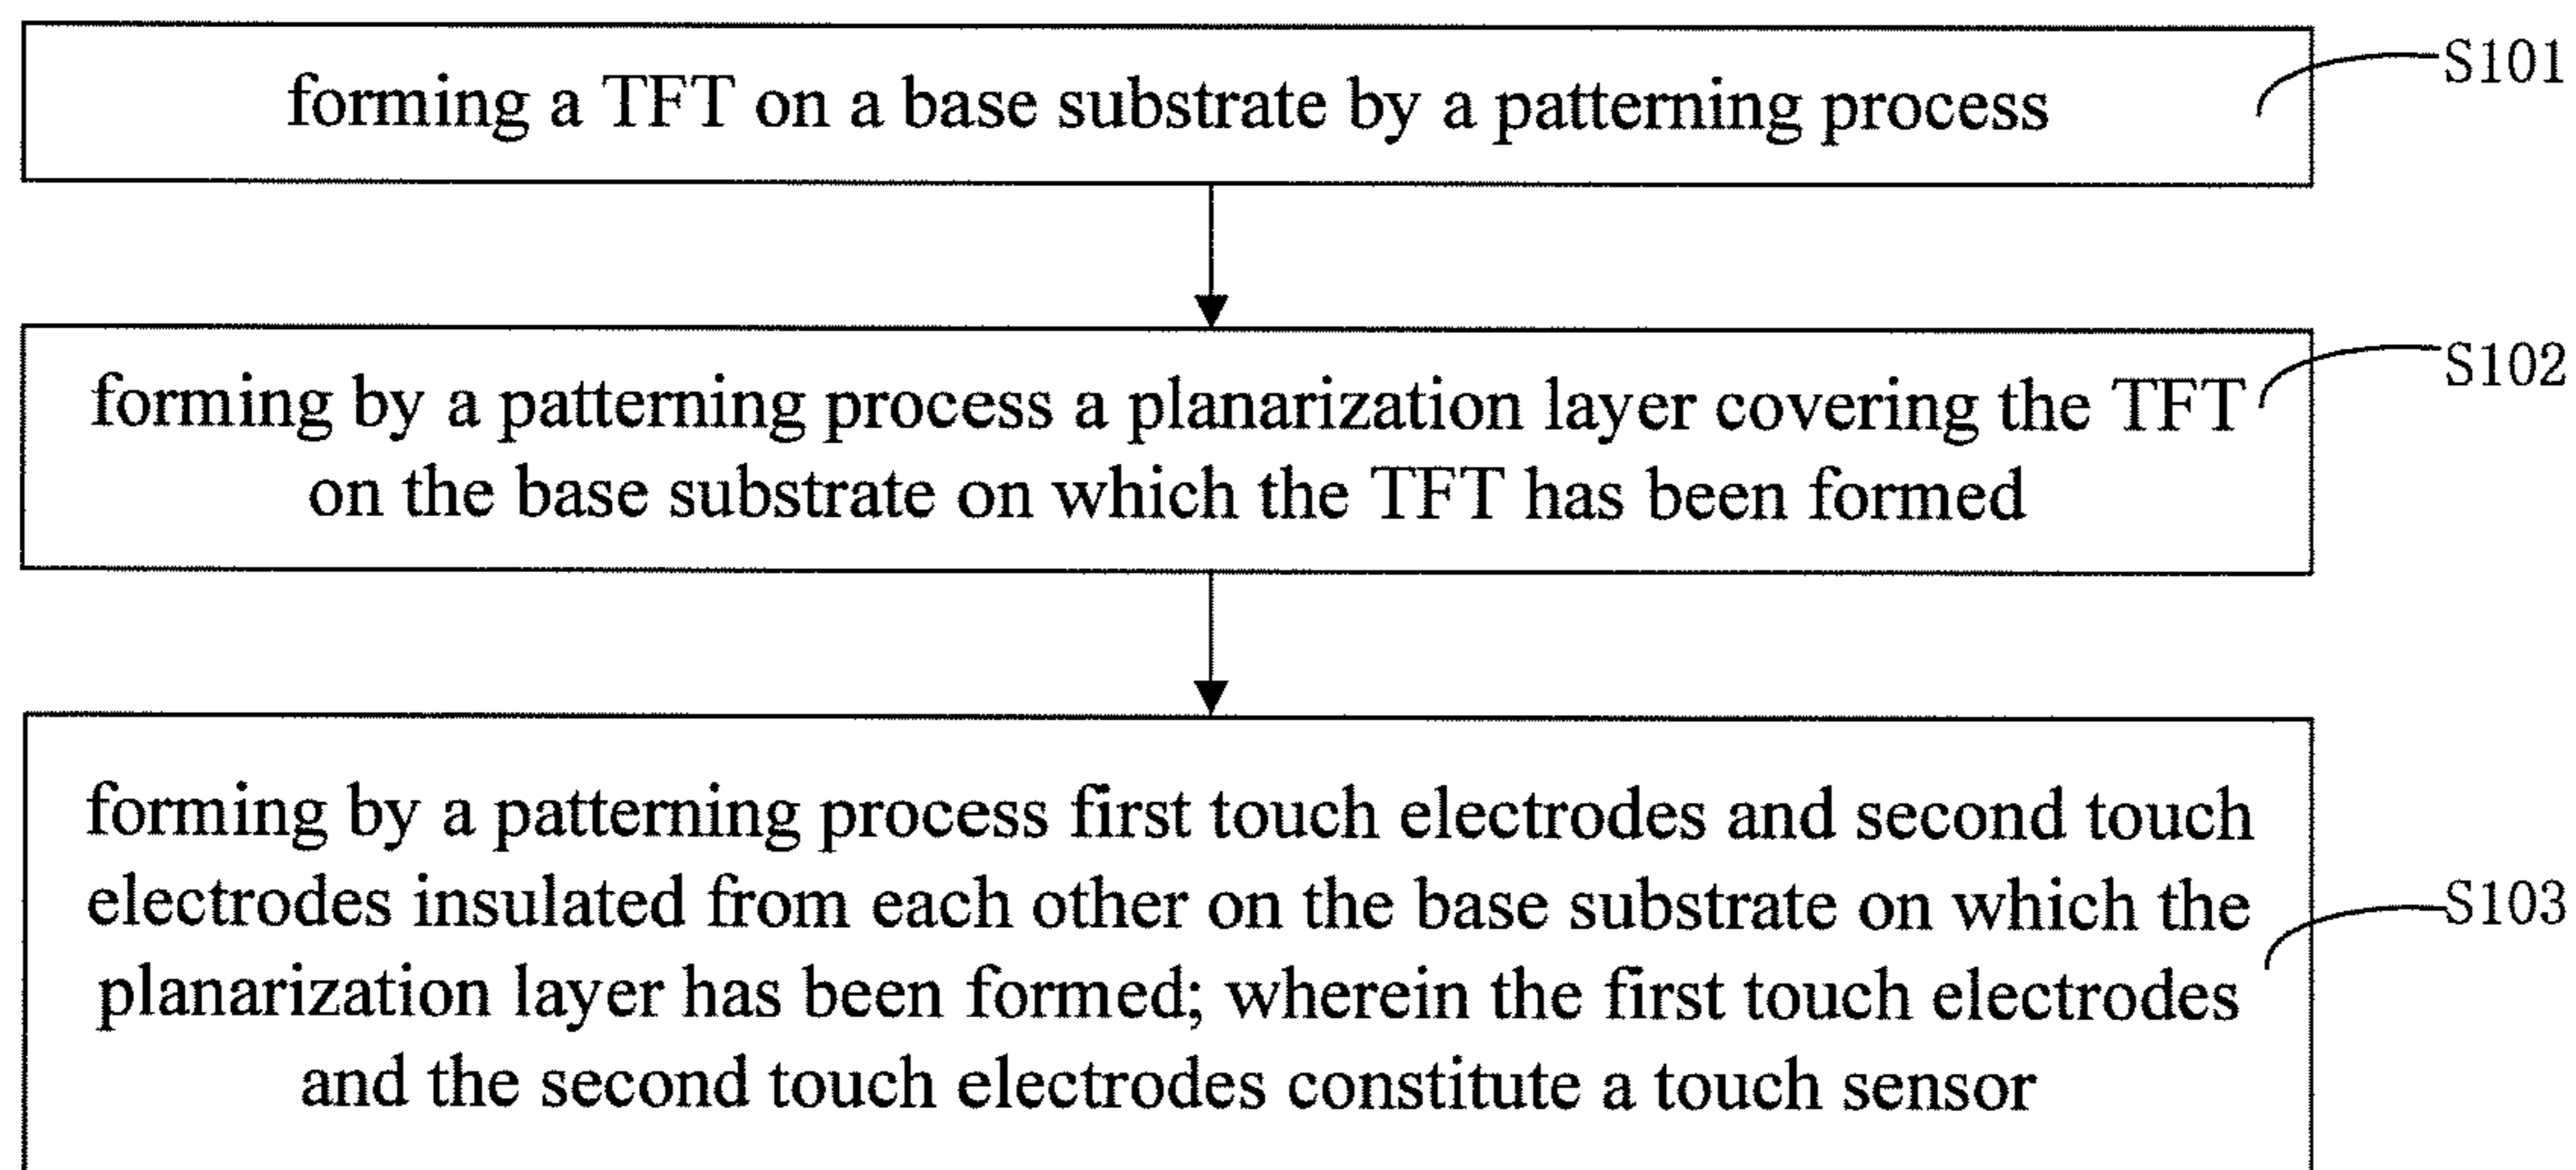 forming a TFT on a base substrate by a patterning process
S101
forming by a patterning process a planarization layer covering the TFT
on the base substrate on which the TFT has been formed
S102
forming by a patterning process first touch electrodes and second touch
electrodes insulated from each other on the base substrate on which the
planarization layer has been formed; wherein the first touch electrodes
and the second touch electrodes constitute a touch sensor
S103